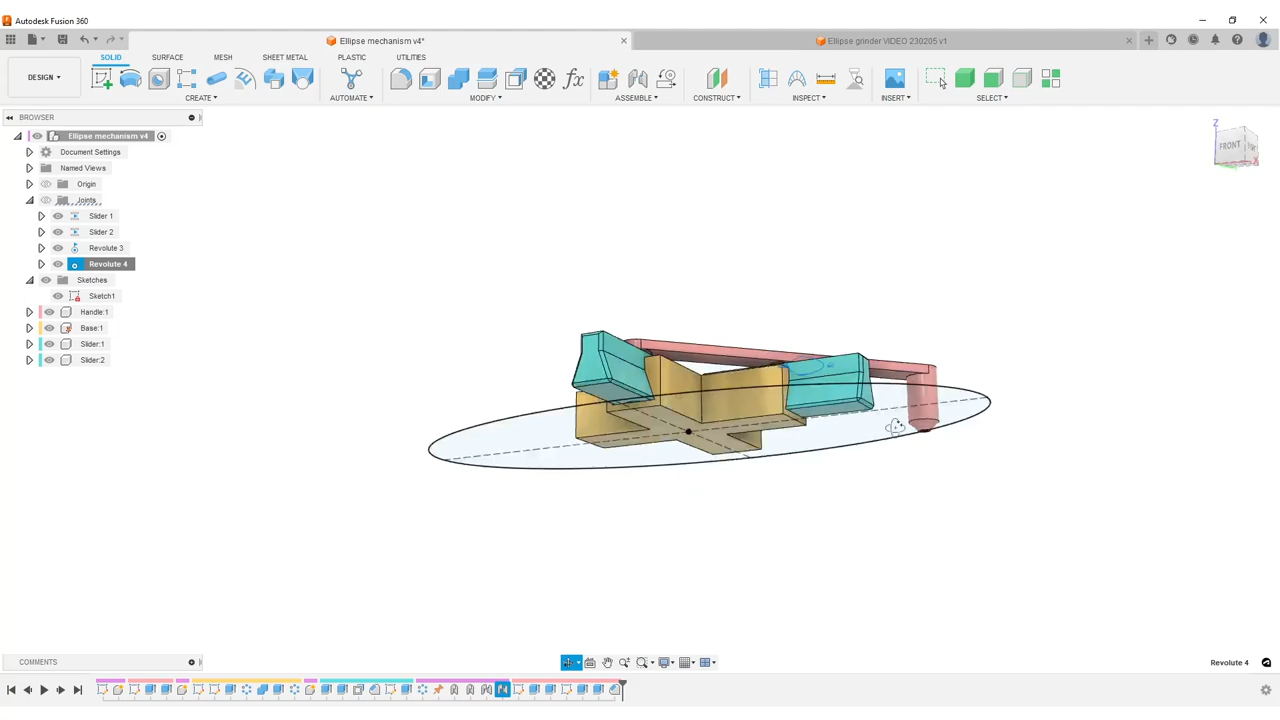 Autodesk Fusion 360
Ellipse mechanism v4*
Ellipse grinder VIDEO 230205 v1
SOLID SURFACE MESH SHEET METAL PLASTIC UTILITIES
DESIGN
CREATE AUTOMATE MODIFY ASSEMBLE CONSTRUCT INSPECT INSERT SELECT
BROWSER
Ellipse mechanism v4
Document Settings
Named Views
Origin
Joints
Slider 1
Slider 2
Revolute 3
Revolute 4
Sketches
Sketch1
Handle:1
Base:1
Slider:1
Slider:2
Z
FRONT
X
COMMENTS
Revolute 4